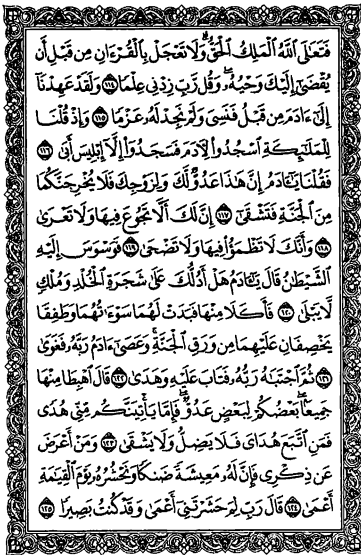 فَتَعَٰلَى ٱللَّهُ ٱلْمَلِكُ ٱلْحَقُّ ۗ وَلَا تَعْجَلْ بِٱلْقُرْءَانِ مِن قَبْلِ أَن
يُقْضَىٰٓ إِلَيْكَ وَحْيُهُۥ ۖ وَقُل رَّبِّ زِدْنِى عِلْمًا ١١٤ وَلَقَدْ عَهِدْنَآ
إِلَىٰٓ ءَادَمَ مِن قَبْلُ فَنَسِىَ وَلَمْ نَجِدْ لَهُۥ عَزْمًا ١١٥ وَإِذْ قُلْنَا
لِلْمَلَٰٓئِكَةِ ٱسْجُدُوا۟ لِءَادَمَ فَسَجَدُوٓا۟ إِلَّآ إِبْلِيسَ أَبَىٰ ١١٦
فَقُلْنَا يَٰٓـَٔادَمُ إِنَّ هَٰذَا عَدُوٌّ لَّكَ وَلِزَوْجِكَ فَلَا يُخْرِجَنَّكُمَا
مِنَ ٱلْجَنَّةِ فَتَشْقَىٰٓ ١١٧ إِنَّ لَكَ أَلَّا تَجُوعَ فِيهَا وَلَا تَعْرَىٰ
١١٨ وَأَنَّكَ لَا تَظْمَؤُا۟ فِيهَا وَلَا تَضْحَىٰ ١١٩ فَوَسْوَسَ إِلَيْهِ
ٱلشَّيْطَٰنُ قَالَ يَٰٓـَٔادَمُ هَلْ أَدُلُّكَ عَلَىٰ شَجَرَةِ ٱلْخُلْدِ وَمُلْكٍ
لَّا يَبْلَىٰ ١٢٠ فَأَكَلَا مِنْهَا فَبَدَتْ لَهُمَا سَوْءَٰتُهُمَا وَطَفِقَا
يَخْصِفَانِ عَلَيْهِمَا مِن وَرَقِ ٱلْجَنَّةِ ۚ وَعَصَىٰٓ ءَادَمُ رَبَّهُۥ فَغَوَىٰ
١٢١ ثُمَّ ٱجْتَبَٰهُ رَبُّهُۥ فَتَابَ عَلَيْهِ وَهَدَىٰ ١٢٢ قَالَ ٱهْبِطَا مِنْهَا
جَمِيعًۢا ۖ بَعْضُكُمْ لِبَعْضٍ عَدُوٌّ ۖ فَإِمَّا يَأْتِيَنَّكُم مِّنِّى هُدًى
فَمَنِ ٱتَّبَعَ هُدَاىَ فَلَا يَضِلُّ وَلَا يَشْقَىٰ ١٢٣ وَمَنْ أَعْرَضَ
عَن ذِكْرِى فَإِنَّ لَهُۥ مَعِيشَةً ضَنكًا وَنَحْشُرُهُۥ يَوْمَ ٱلْقِيَٰمَةِ
أَعْمَىٰ ١٢٤ قَالَ رَبِّ لِمَ حَشَرْتَنِىٓ أَعْمَىٰ وَقَدْ كُنتُ بَصِيرًا ١٢٥